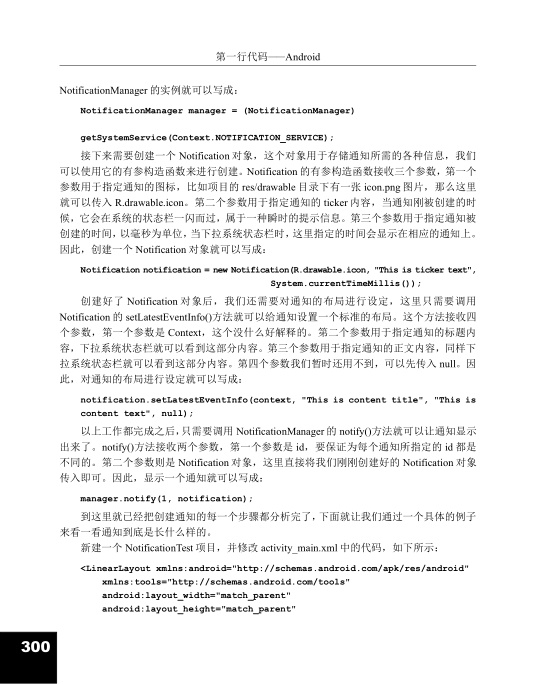 第一行代码——Android
NotificationManager 的实例就可以写成：
NotificationManager manager = (NotificationManager)
getSystemService(Context.NOTIFICATION_SERVICE);
接下来需要创建一个 Notification 对象，这个对象用于存储通知所需的各种信息，我们
可以使用它的有参构造函数来进行创建。Notification 的有参构造函数接收三个参数，第一个
参数用于指定通知的图标，比如项目的 res/drawable 目录下有一张 icon.png 图片，那么这里
就可以传入 R.drawable.icon。第二个参数用于指定通知的 ticker 内容，当通知刚被创建的时
候，它会在系统的状态栏一闪而过，属于一种瞬时的提示信息。第三个参数用于指定通知被
创建的时间，以毫秒为单位，当下拉系统状态栏时，这里指定的时间会显示在相应的通知上。
因此，创建一个 Notification 对象就可以写成：
Notification notification = new Notification(R.drawable.icon, "This is ticker text",
System.currentTimeMillis());
创建好了 Notification 对象后，我们还需要对通知的布局进行设定，这里只需要调用
Notification 的 setLatestEventInfo()方法就可以给通知设置一个标准的布局。这个方法接收四
个参数，第一个参数是 Context，这个没什么好解释的。第二个参数用于指定通知的标题内
容，下拉系统状态栏就可以看到这部分内容。第三个参数用于指定通知的正文内容，同样下
拉系统状态栏就可以看到这部分内容。第四个参数我们暂时还用不到，可以先传入 null。因
此，对通知的布局进行设定就可以写成：
notification.setLatestEventInfo(context, "This is content title", "This is
content text", null);
以上工作都完成之后，只需要调用 NotificationManager 的 notify()方法就可以让通知显示
出来了。notify()方法接收两个参数，第一个参数是 id，要保证为每个通知所指定的 id 都是
不同的。第二个参数则是 Notification 对象，这里直接将我们刚刚创建好的 Notification 对象
传入即可。因此，显示一个通知就可以写成：
manager.notify(1, notification);
到这里就已经把创建通知的每一个步骤都分析完了，下面就让我们通过一个具体的例子
来看一看通知到底是长什么样的。
新建一个 NotificationTest 项目，并修改 activity_main.xml 中的代码，如下所示：
<LinearLayout xmlns:android="http://schemas.android.com/apk/res/android"
xmlns:tools="http://schemas.android.com/tools"
android:layout_width="match_parent"
android:layout_height="match_parent"
300